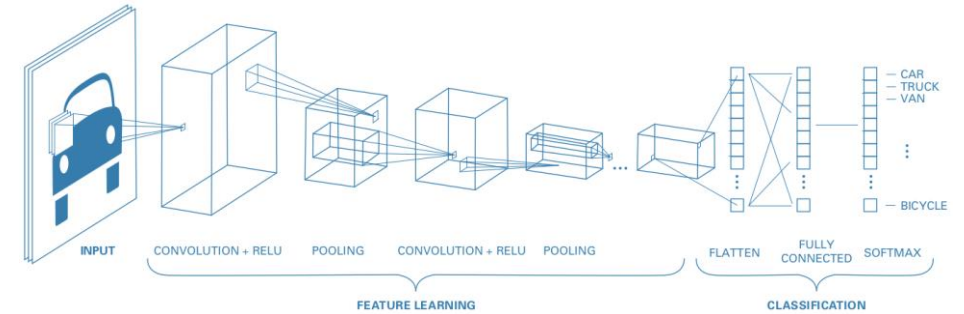 CAR
TRUCK
VAN
BICYCLE
INPUT
CONVOLUTION + RELU
POOLING
CONVOLUTION + RELU
POOLING
FLATTEN
FULLY
CONNECTED
SOFTMAX
FEATURE LEARNING
CLASSIFICATION